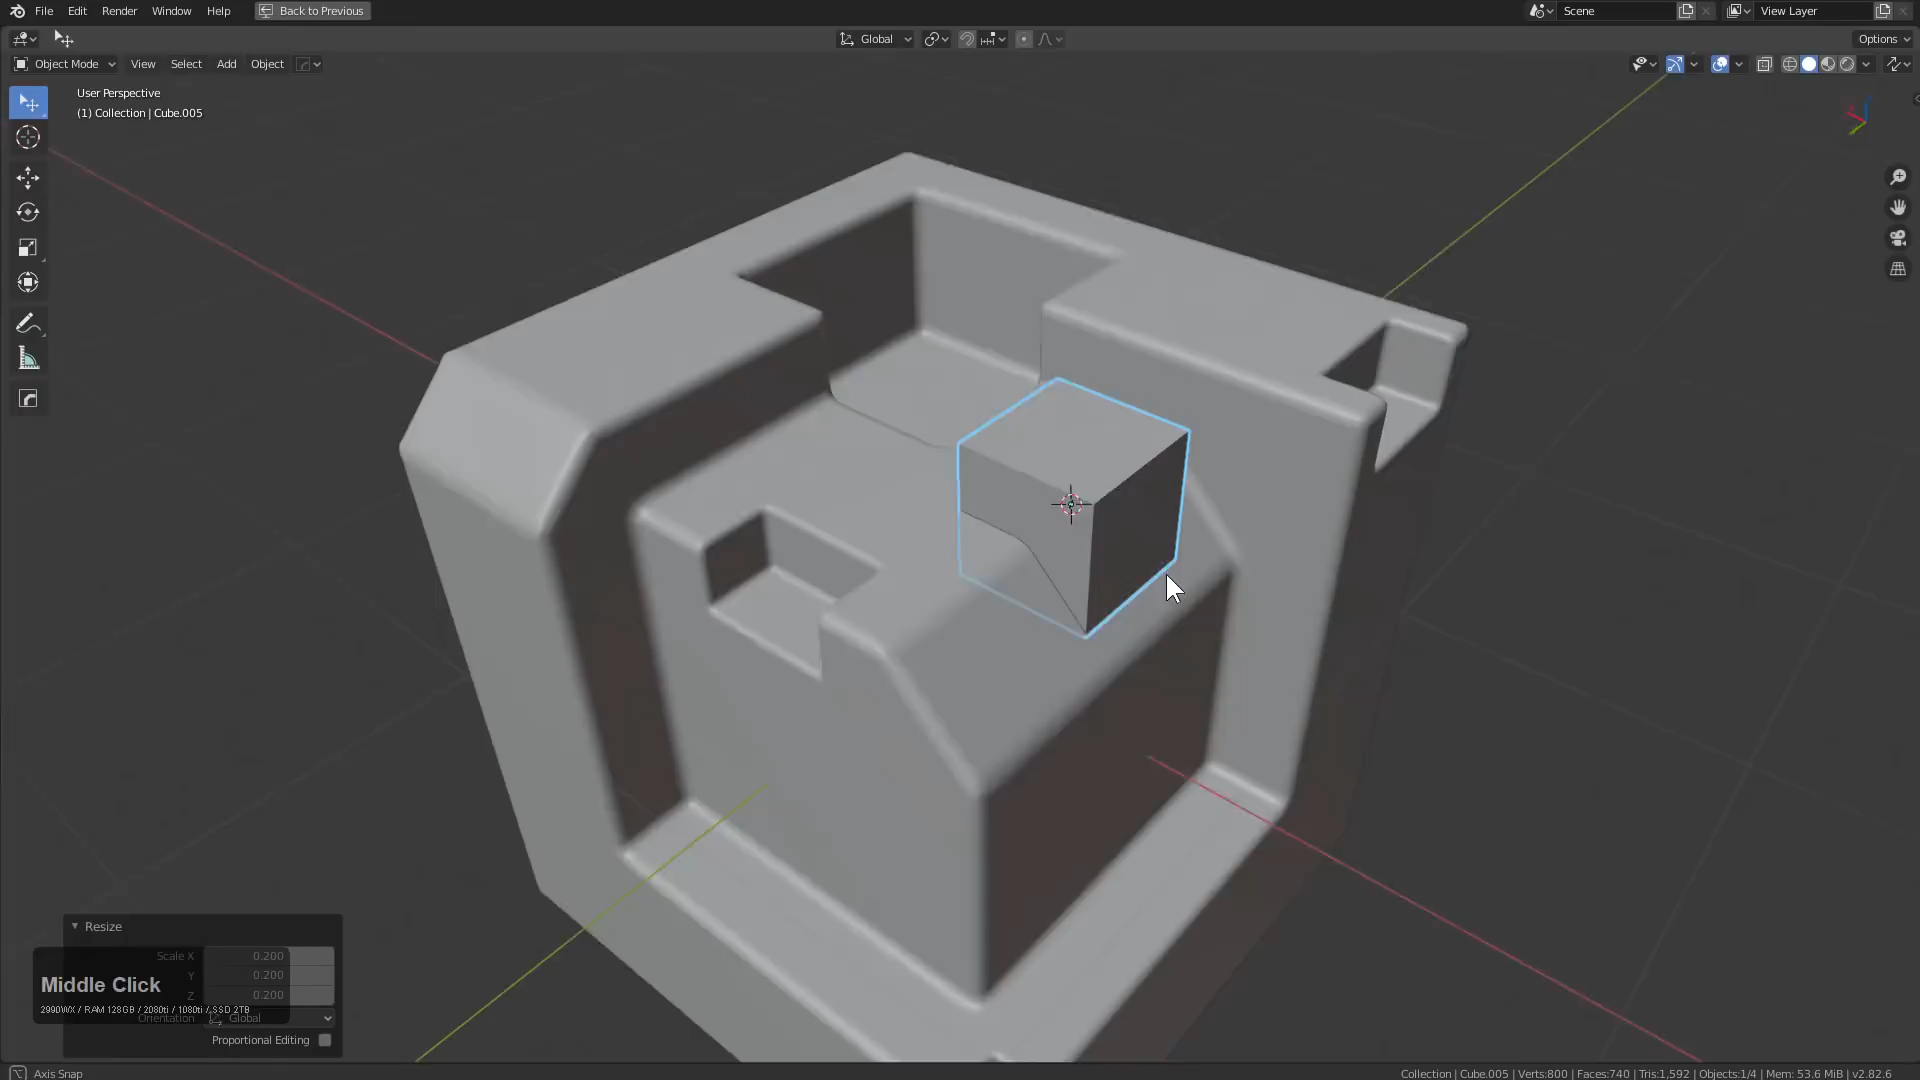 File Edit Render Window Help Back to Previous Scene View Layer
Global Options
Object Mode View Select Add Object
User Perspective
(1) Collection | Cube.005
Resize
Scale X 0.200
Y 0.200
Z 0.200
Middle Click
2990WX / RAM 128GB / 2080ti / 1080ti / SSD 2TB
Orientation Global
Proportional Editing
Axis Snap
Collection | Cube.005 | Verts:800 | Faces:740 | Tris:1,592 | Objects:1/4 | Mem: 53.6 MiB | v2.82.6